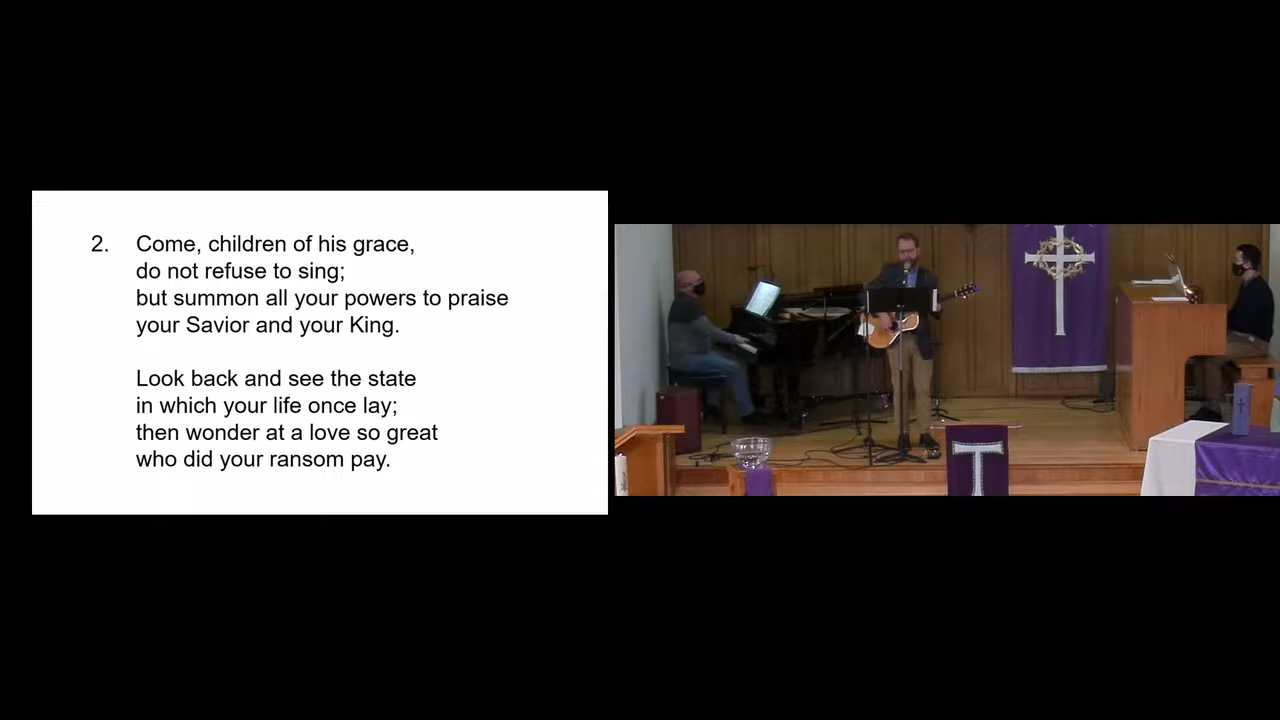 2. Come, children of his grace,
do not refuse to sing;
but summon all your powers to praise
your Savior and your King.
Look back and see the state
in which your life once lay;
then wonder at a love so great
who did your ransom pay.